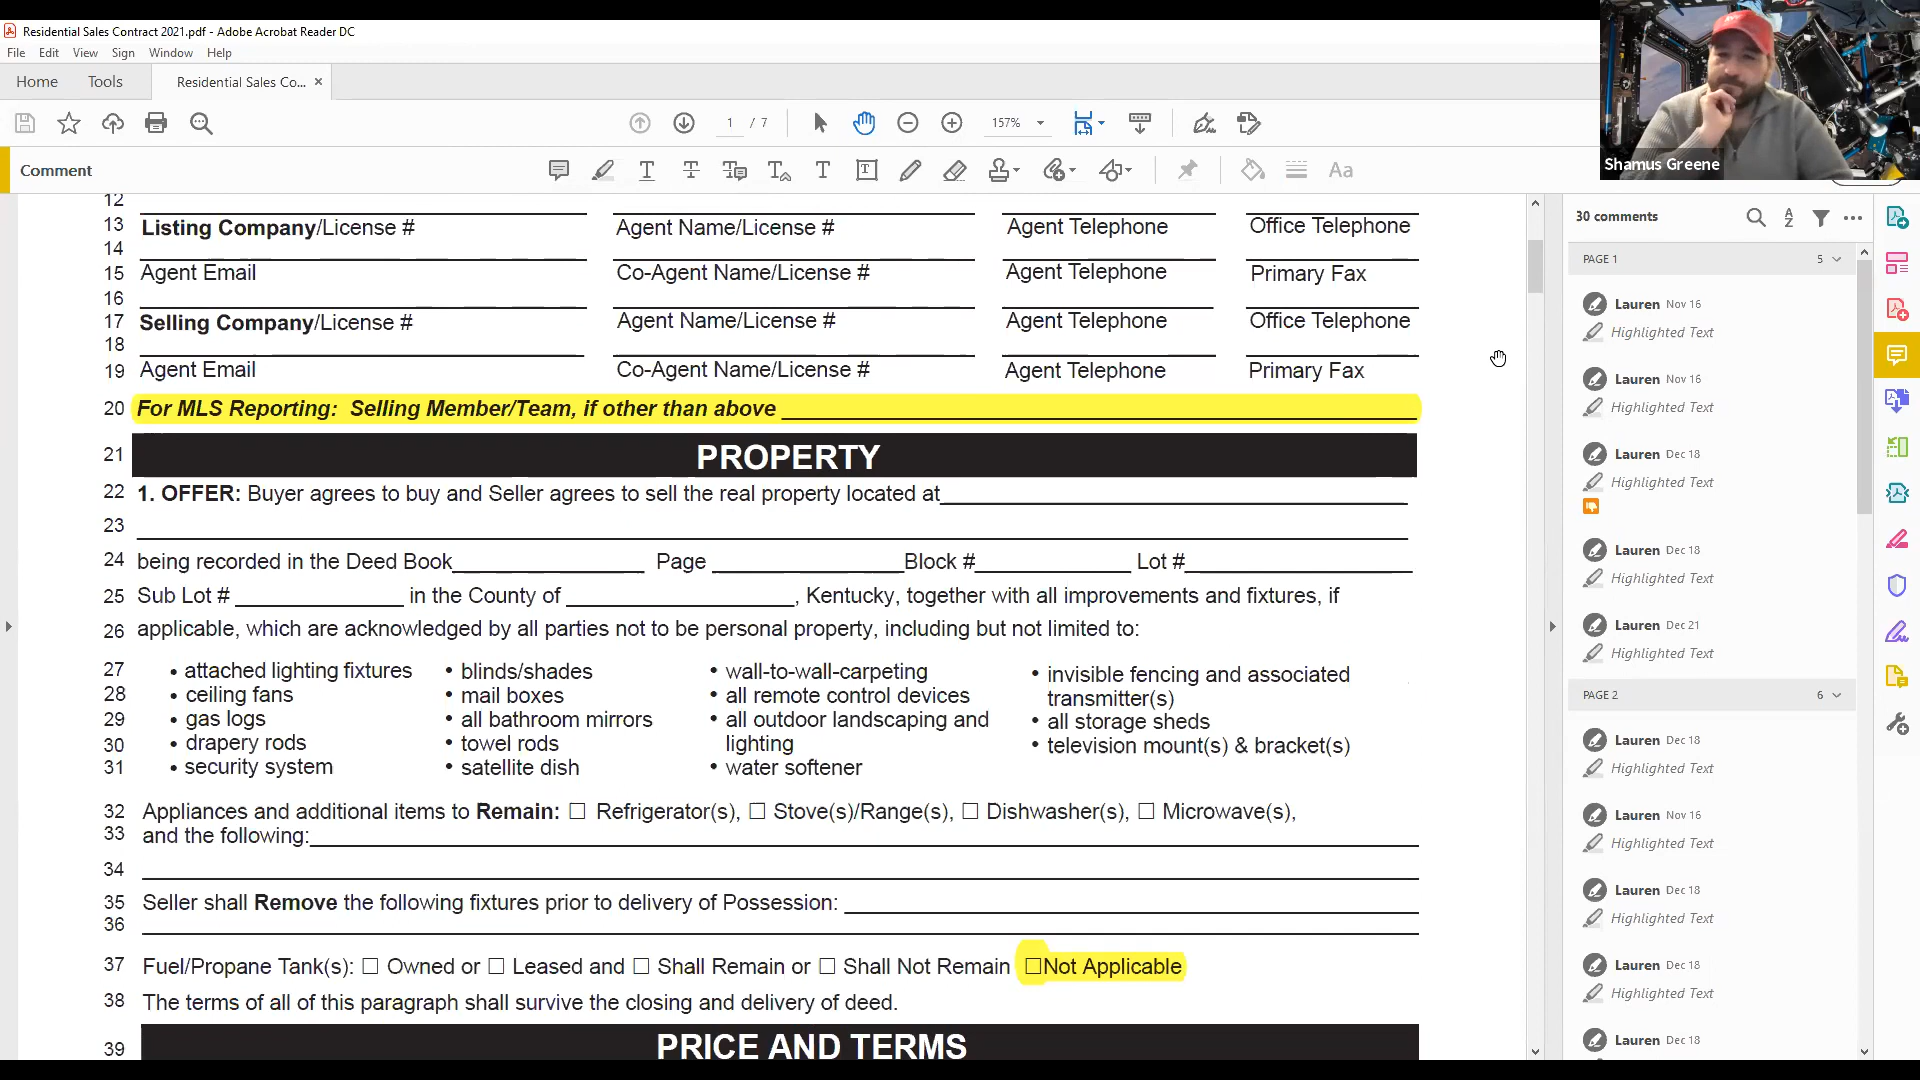 Residential Sales Contract 2021.pdf - Adobe Acrobat Reader DC
File Edit View Sign Window Help
Home Tools Residential Sales Co... ×
1 / 7 157%
Comment
Shamus Greene
12
13 Listing Company/License # Agent Name/License # Agent Telephone Office Telephone
14
15 Agent Email Co-Agent Name/License # Agent Telephone Primary Fax
16
17 Selling Company/License # Agent Name/License # Agent Telephone Office Telephone
18
19 Agent Email Co-Agent Name/License # Agent Telephone Primary Fax
20 For MLS Reporting: Selling Member/Team, if other than above
21 PROPERTY
22 1. OFFER: Buyer agrees to buy and Seller agrees to sell the real property located at
23
24 being recorded in the Deed Book Page Block # Lot #
25 Sub Lot # in the County of , Kentucky, together with all improvements and fixtures, if
26 applicable, which are acknowledged by all parties not to be personal property, including but not limited to:
27 • attached lighting fixtures • blinds/shades • wall-to-wall-carpeting • invisible fencing and associated
28 • ceiling fans • mail boxes • all remote control devices transmitter(s)
29 • gas logs • all bathroom mirrors • all outdoor landscaping and • all storage sheds
30 • drapery rods • towel rods lighting • television mount(s) & bracket(s)
31 • security system • satellite dish • water softener
32 Appliances and additional items to Remain: ☐ Refrigerator(s), ☐ Stove(s)/Range(s), ☐ Dishwasher(s), ☐ Microwave(s),
33 and the following:
34
35 Seller shall Remove the following fixtures prior to delivery of Possession:
36
37 Fuel/Propane Tank(s): ☐ Owned or ☐ Leased and ☐ Shall Remain or ☐ Shall Not Remain ☐Not Applicable
38 The terms of all of this paragraph shall survive the closing and delivery of deed.
39 PRICE AND TERMS
30 comments
PAGE 1 5
Lauren Nov 16
Highlighted Text
Lauren Nov 16
Highlighted Text
Lauren Dec 18
Highlighted Text
Lauren Dec 18
Highlighted Text
Lauren Dec 21
Highlighted Text
PAGE 2 6
Lauren Dec 18
Highlighted Text
Lauren Nov 16
Highlighted Text
Lauren Dec 18
Highlighted Text
Lauren Dec 18
Highlighted Text
Lauren Dec 18